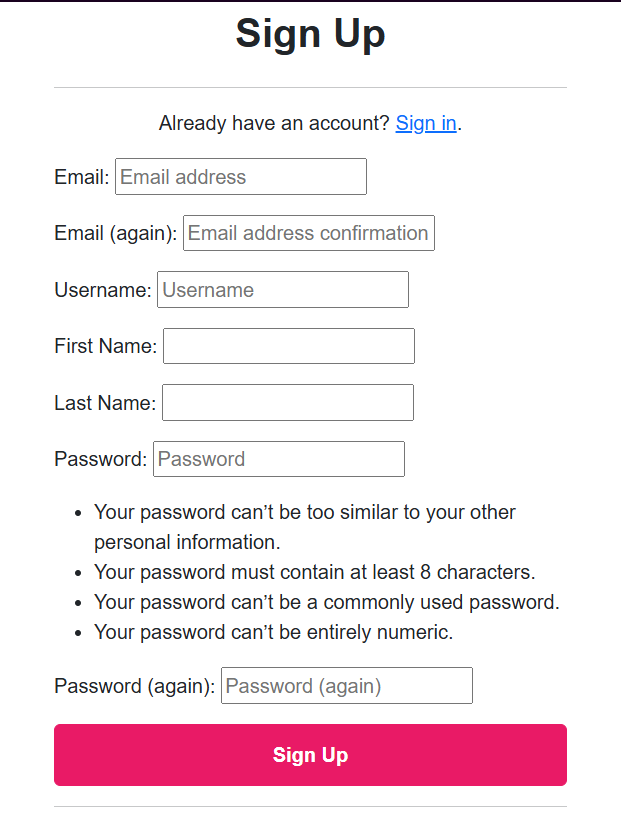 Sign Up
Already have an account? Sign in.
Email: Email address
Email (again): Email address confirmation
Username: Username
First Name:
Last Name:
Password: Password
• Your password can’t be too similar to your other
personal information.
• Your password must contain at least 8 characters.
• Your password can’t be a commonly used password.
• Your password can’t be entirely numeric.
Password (again): Password (again)
Sign Up